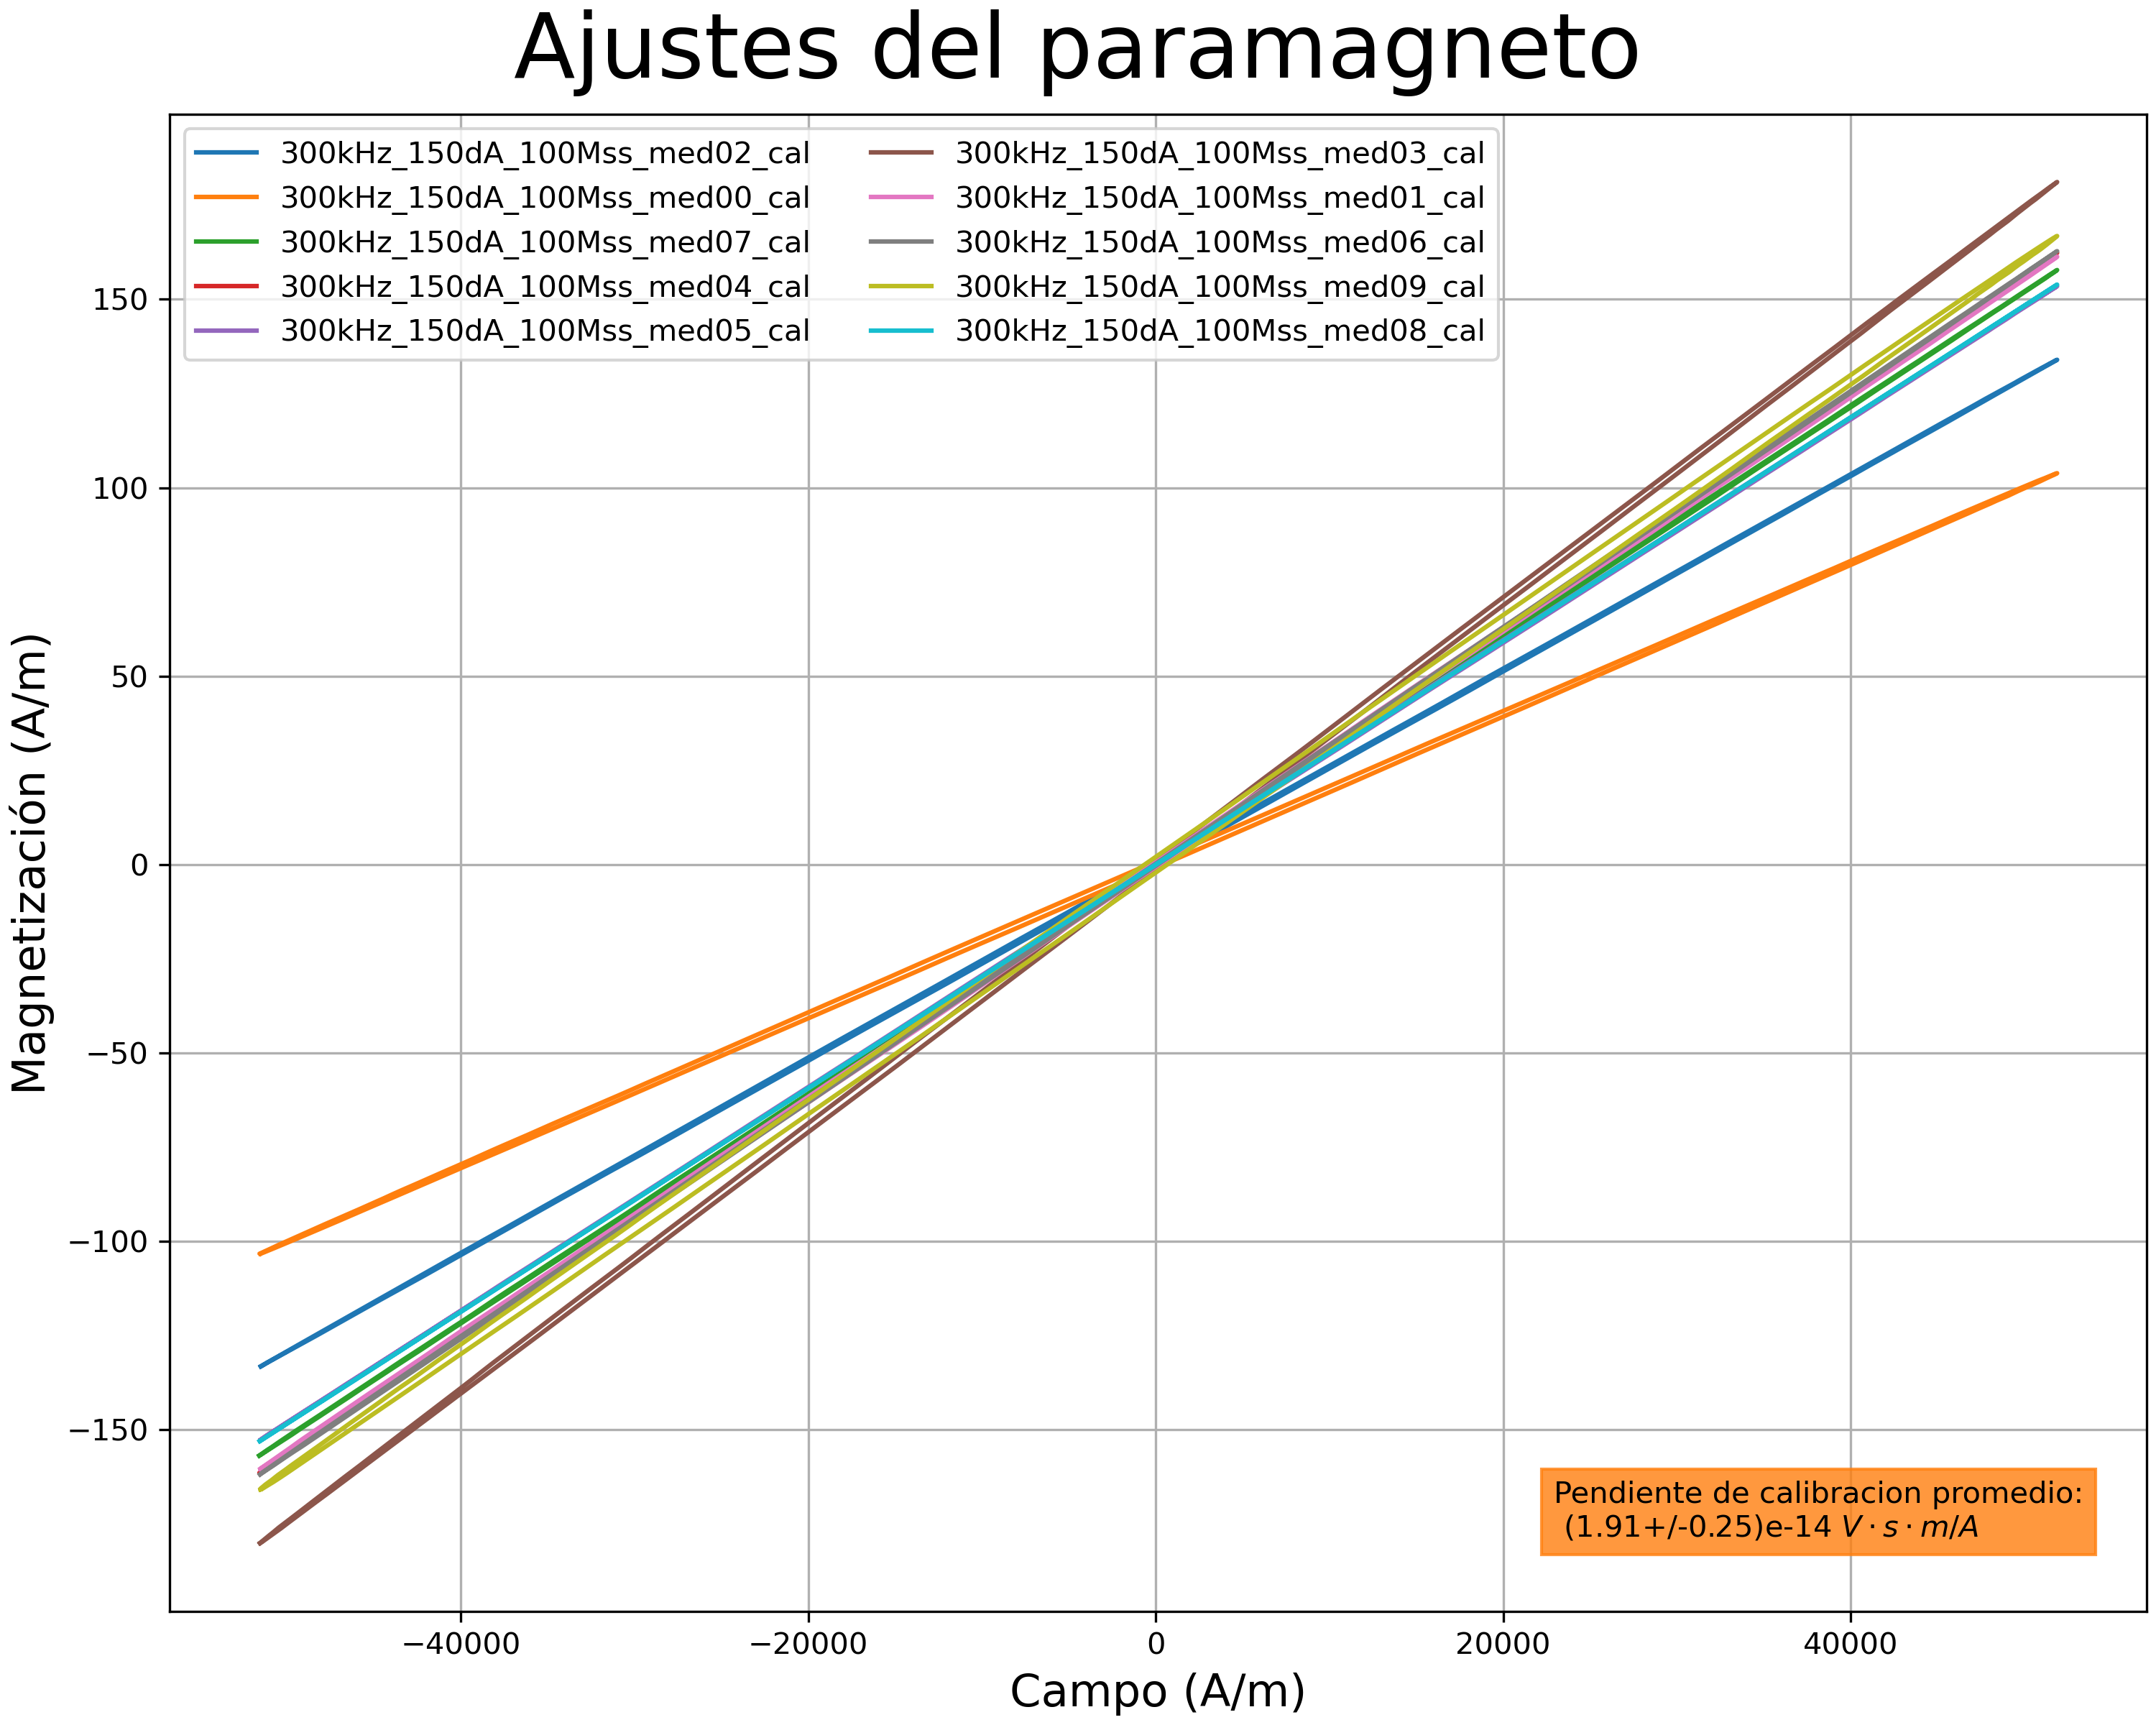 Ajustes del paramagneto
300kHz_150dA_100Mss_med02_cal
300kHz_150dA_100Mss_med00_cal
300kHz_150dA_100Mss_med07_cal
300kHz_150dA_100Mss_med04_cal
300kHz_150dA_100Mss_med05_cal
300kHz_150dA_100Mss_med03_cal
300kHz_150dA_100Mss_med01_cal
300kHz_150dA_100Mss_med06_cal
300kHz_150dA_100Mss_med09_cal
300kHz_150dA_100Mss_med08_cal
Magnetización (A/m)
150
100
50
0
−50
−100
−150
Pendiente de calibracion promedio:
(1.91+/-0.25)e-14 V · s · m/A
−40000
−20000
0
20000
40000
Campo (A/m)